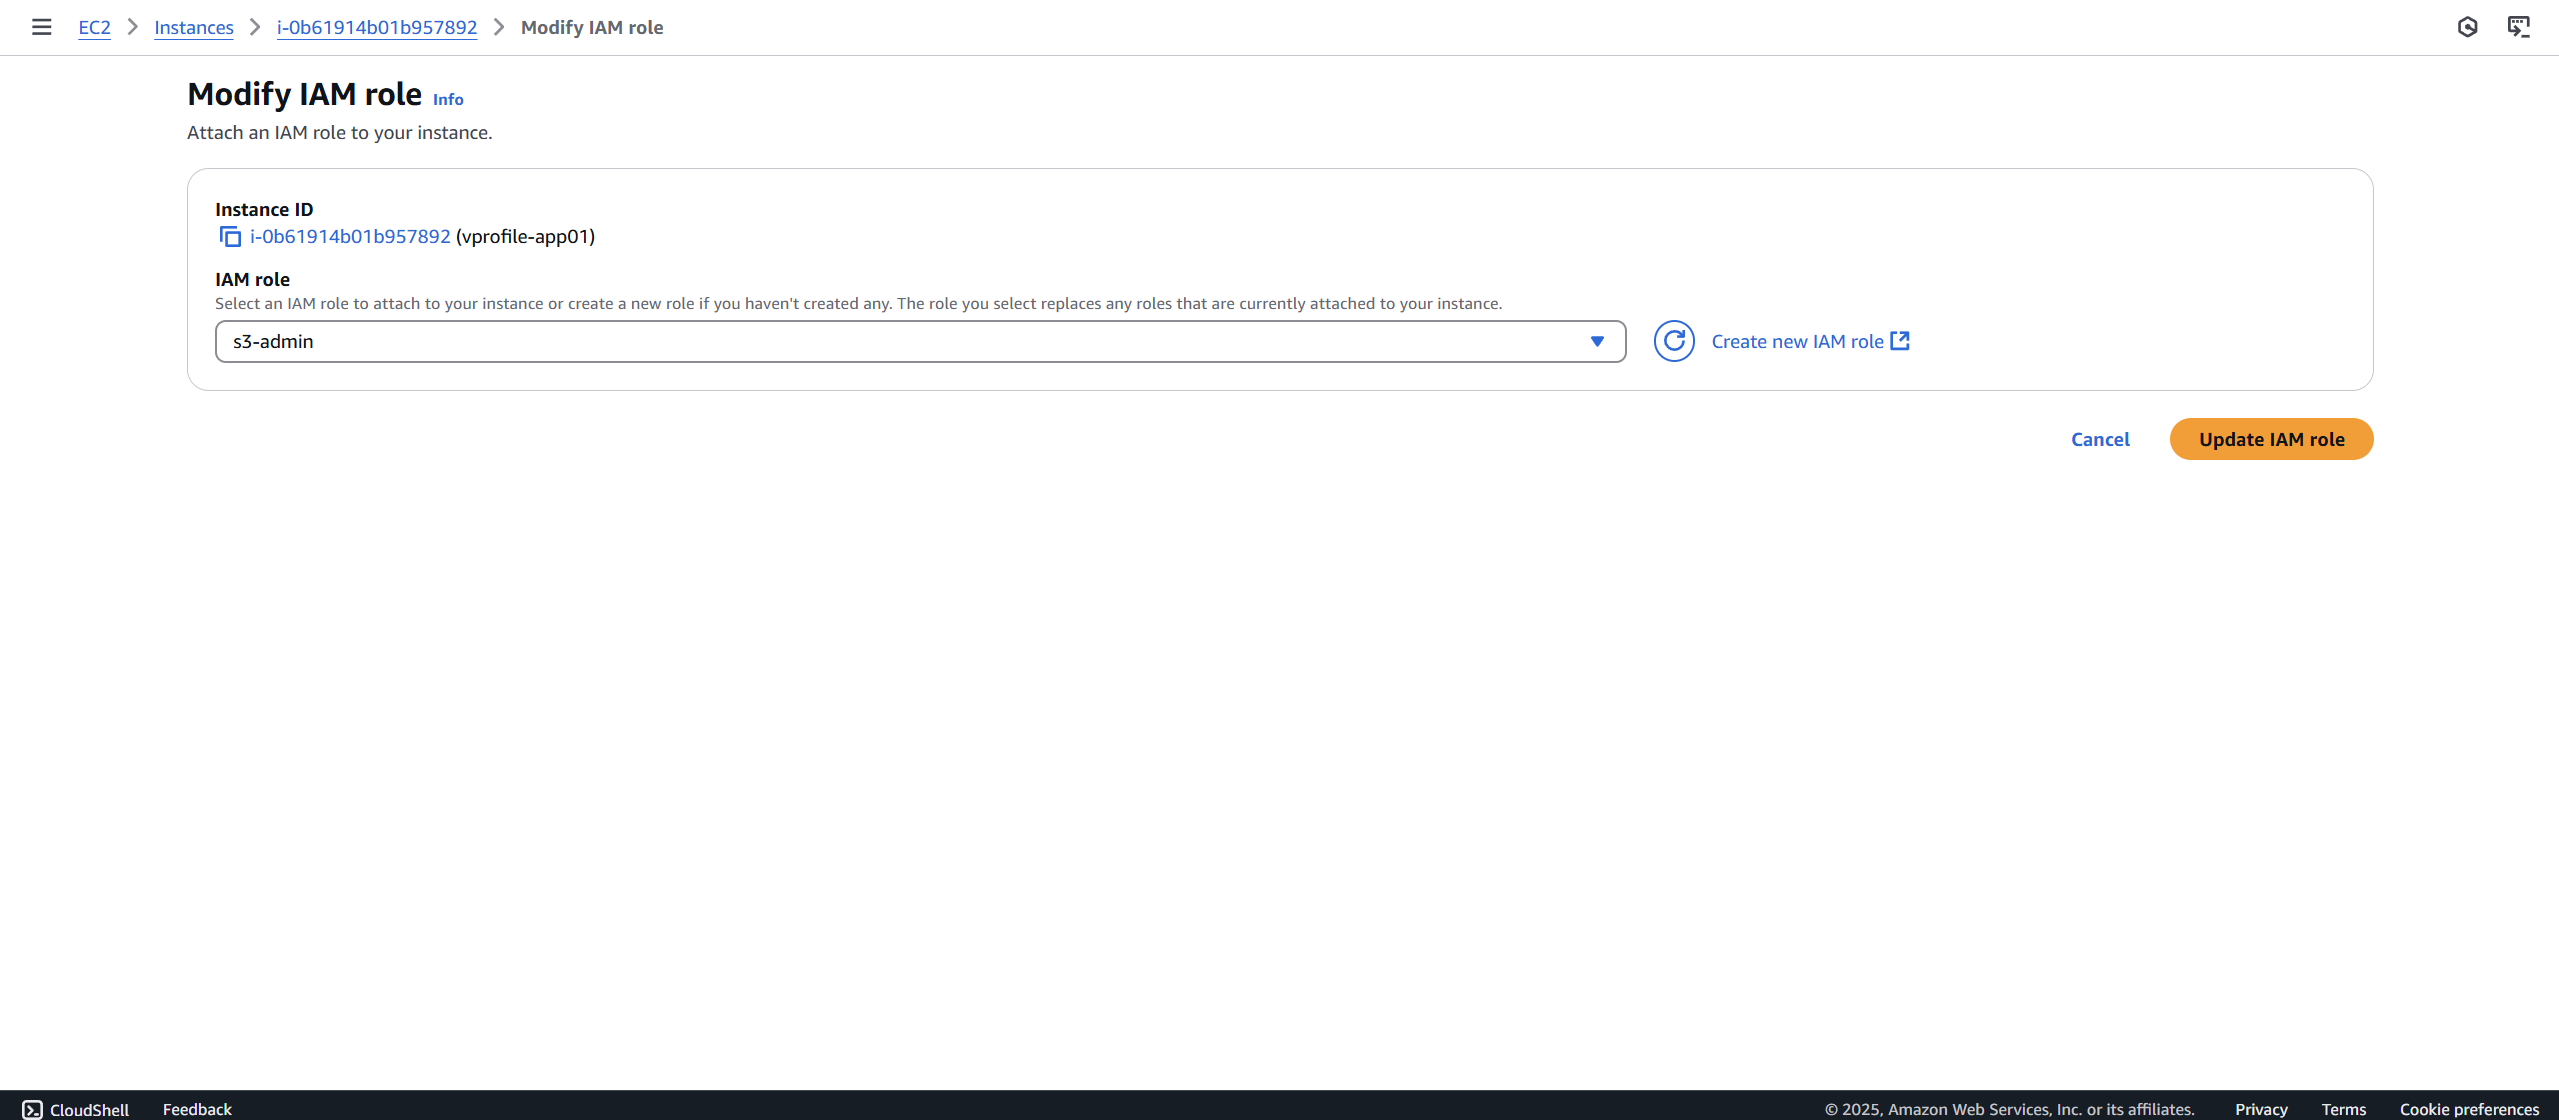 EC2 Instances i-0b61914b01b957892 Modify IAM role
Modify IAM role Info
Attach an IAM role to your instance.
Instance ID
i-0b61914b01b957892 (vprofile-app01)
IAM role
Select an IAM role to attach to your instance or create a new role if you haven't created any. The role you select replaces any roles that are currently attached to your instance.
s3-admin
Create new IAM role
Cancel Update IAM role
CloudShell Feedback © 2025, Amazon Web Services, Inc. or its affiliates. Privacy Terms Cookie preferences